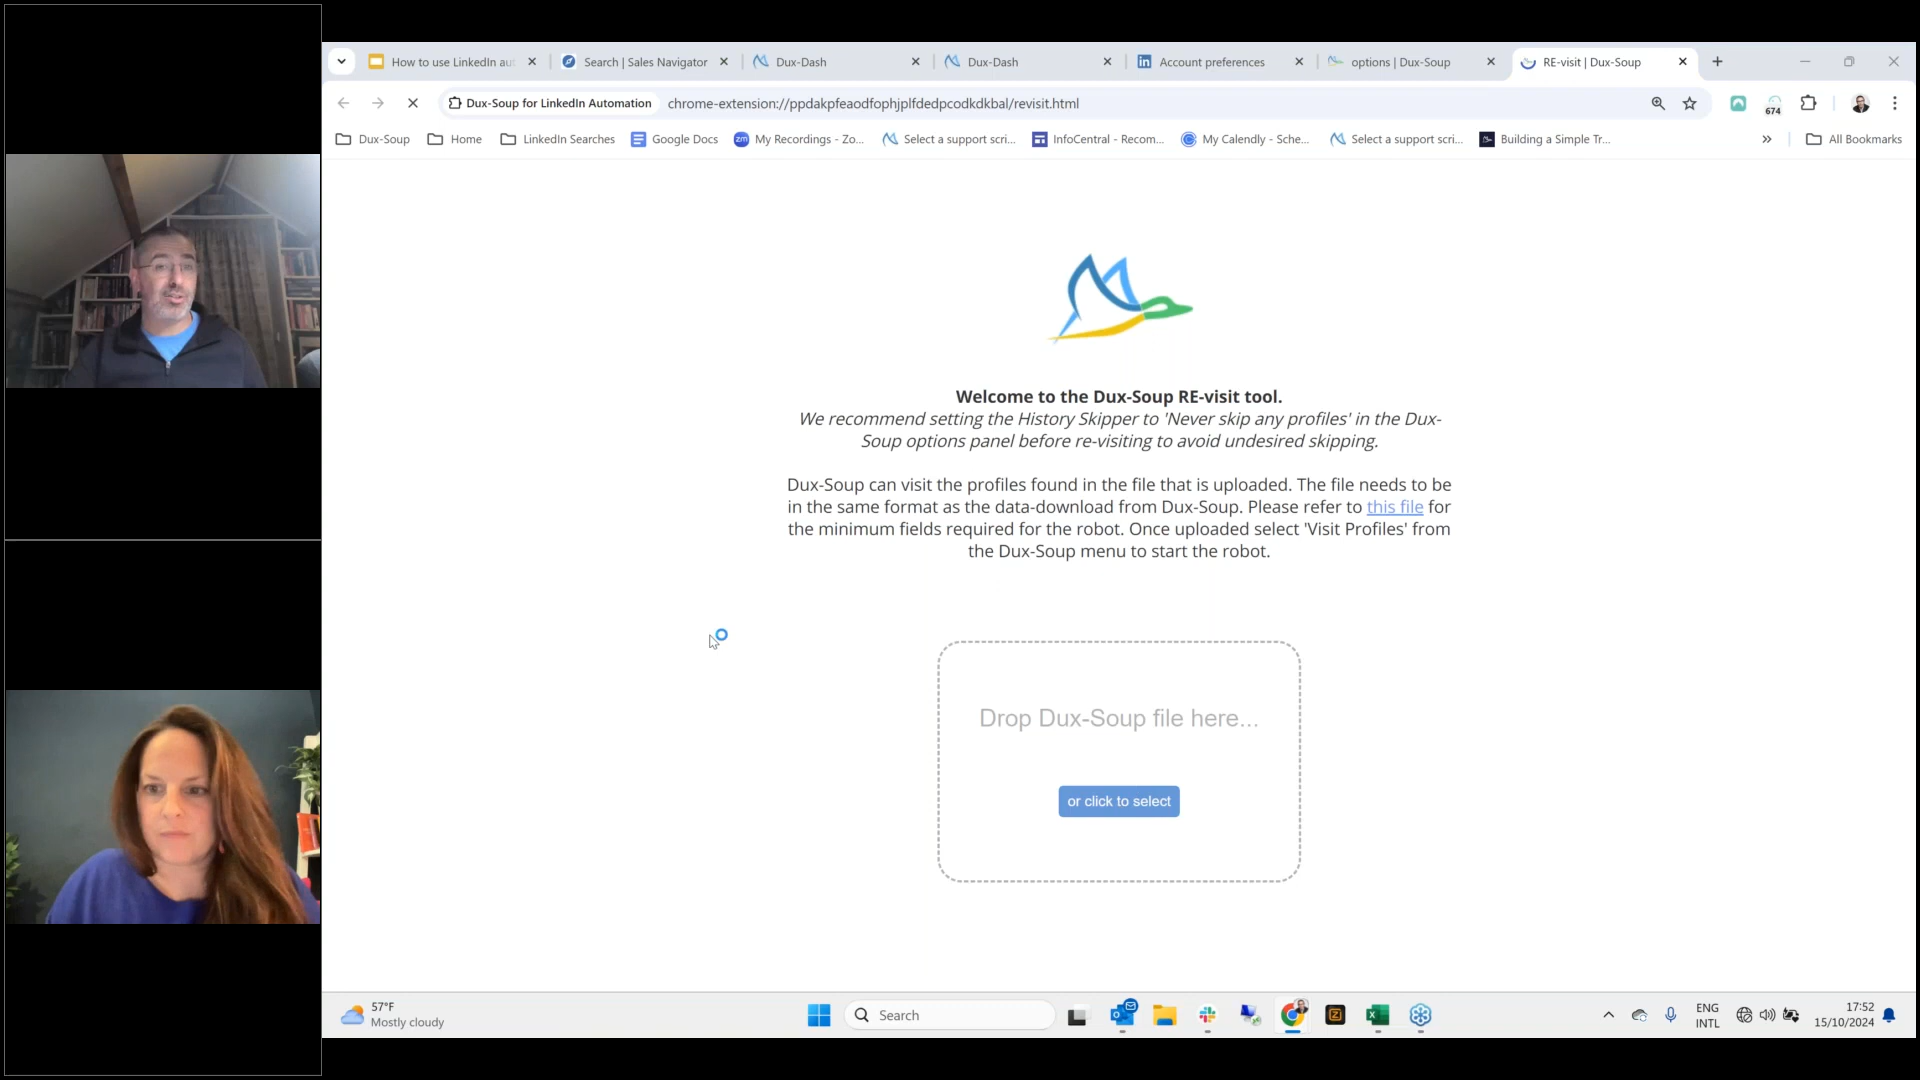 How to use LinkedIn aut
Search | Sales Navigator
Dux-Dash
Dux-Dash
Account preferences
options | Dux-Soup
RE-visit | Dux-Soup
Dux-Soup for LinkedIn Automation
chrome-extension://ppdakpfeaodfophjplfdedpcodkdkbal/revisit.html
674
Dux-Soup
Home
LinkedIn Searches
Google Docs
zm
My Recordings - Zo...
Select a support scri...
InfoCentral - Recom...
My Calendly - Sche...
Select a support scri...
Building a Simple Tr...
All Bookmarks
Welcome to the Dux-Soup RE-visit tool.
We recommend setting the History Skipper to 'Never skip any profiles' in the Dux-
Soup options panel before re-visiting to avoid undesired skipping.
Dux-Soup can visit the profiles found in the file that is uploaded. The file needs to be
in the same format as the data-download from Dux-Soup. Please refer to this file for
the minimum fields required for the robot. Once uploaded select 'Visit Profiles' from
the Dux-Soup menu to start the robot.
Drop Dux-Soup file here...
or click to select
57°F
Mostly cloudy
Search
ENG
INTL
17:52
15/10/2024